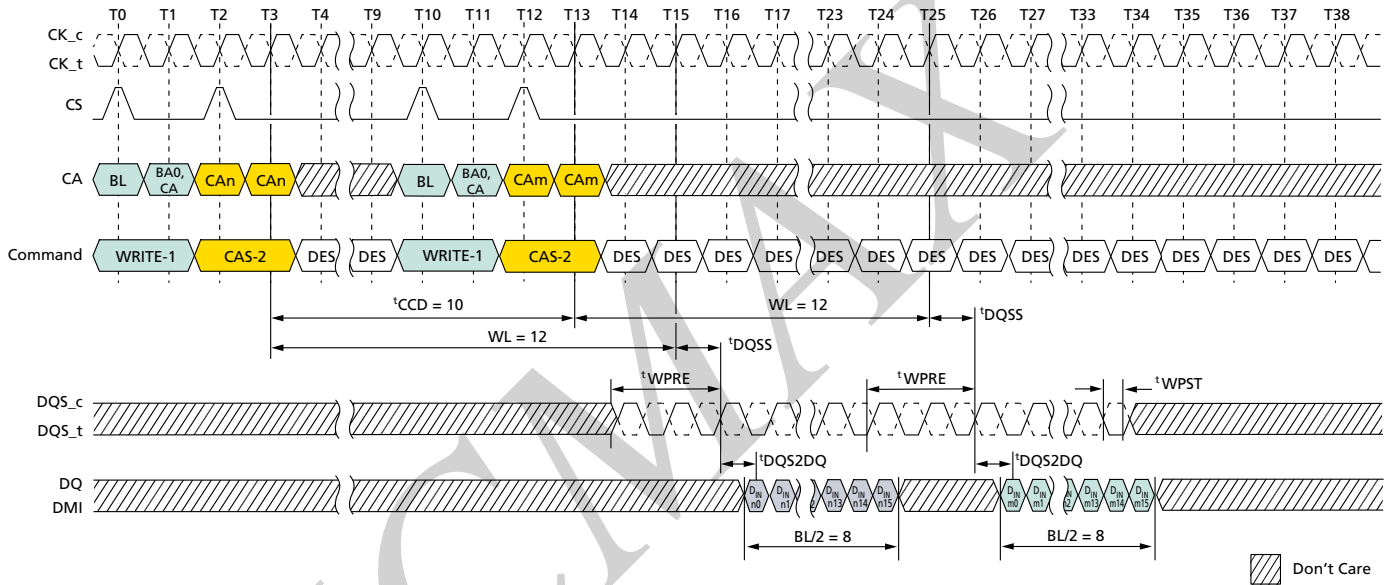 T0 T1 T2 T3 T4 T9 T10 T11 T12 T13 T14 T15 T16 T17 T23 T24 T25 T26 T27 T33 T34 T35 T36 T37 T38
CK_c
CK_t
CS
CA BL BA0, CA CAn CAn BL BA0, CA CAm CAm
Command WRITE-1 CAS-2 DES DES WRITE-1 CAS-2 DES DES DES DES DES DES DES DES DES DES DES DES DES DES DES
tCCD = 10 WL = 12 tDQSS
WL = 12 tDQSS
tWPRE tWPRE tWPST
DQS_c
DQS_t
tDQS2DQ tDQS2DQ
DQ
DMI
DIN n0 DIN n1 DIN n13 DIN n14 DIN n15 DIN m0 DIN m1 DIN m13 DIN m14 DIN m15
BL/2 = 8 BL/2 = 8
Don't Care
CMAX